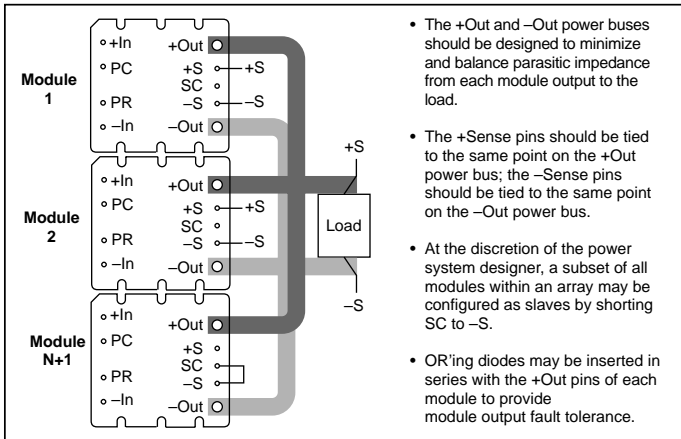 Module
1
+In
PC
PR
–In
+Out
+S
SC
–S
–Out
+S
–S
Module
2
+In
PC
PR
–In
+Out
+S
SC
–S
–Out
+S
–S
Module
N+1
+In
PC
PR
–In
+Out
+S
SC
–S
–Out
+S
Load
–S
• The +Out and –Out power buses
should be designed to minimize
and balance parasitic impedance
from each module output to the
load.
• The +Sense pins should be tied
to the same point on the +Out
power bus; the –Sense pins
should be tied to the same point
on the –Out power bus.
• At the discretion of the power
system designer, a subset of all
modules within an array may be
configured as slaves by shorting
SC to –S.
• OR'ing diodes may be inserted in
series with the +Out pins of each
module to provide
module output fault tolerance.